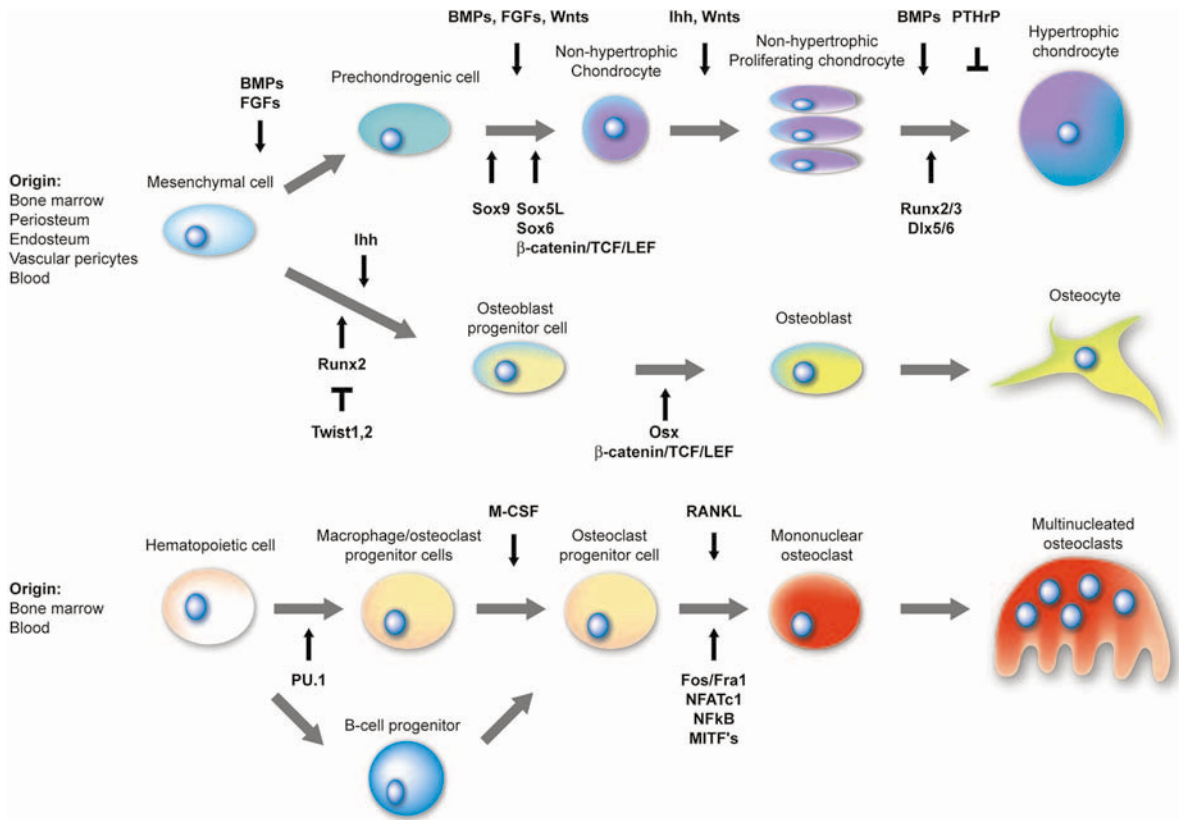 BMPs, FGFs, Wnts
Ihh, Wnts
BMPs PTHrP
Hypertrophic
chondrocyte
Non-hypertrophic
Chondrocyte
Non-hypertrophic
Proliferating chondrocyte
Prechondrogenic cell
BMPs
FGFs
Origin:
Bone marrow
Periosteum
Endosteum
Vascular pericytes
Blood
Mesenchymal cell
Sox9 Sox5L
Sox6
β-catenin/TCF/LEF
Runx2/3
Dlx5/6
Ihh
Osteoblast
progenitor cell
Osteoblast
Osteocyte
Runx2
Twist1,2
Osx
β-catenin/TCF/LEF
M-CSF
RANKL
Hematopoietic cell
Macrophage/osteoclast
progenitor cells
Osteoclast
progenitor cell
Mononuclear
osteoclast
Multinucleated
osteoclasts
Origin:
Bone marrow
Blood
PU.1
Fos/Fra1
NFATc1
NFkB
MITF's
B-cell progenitor